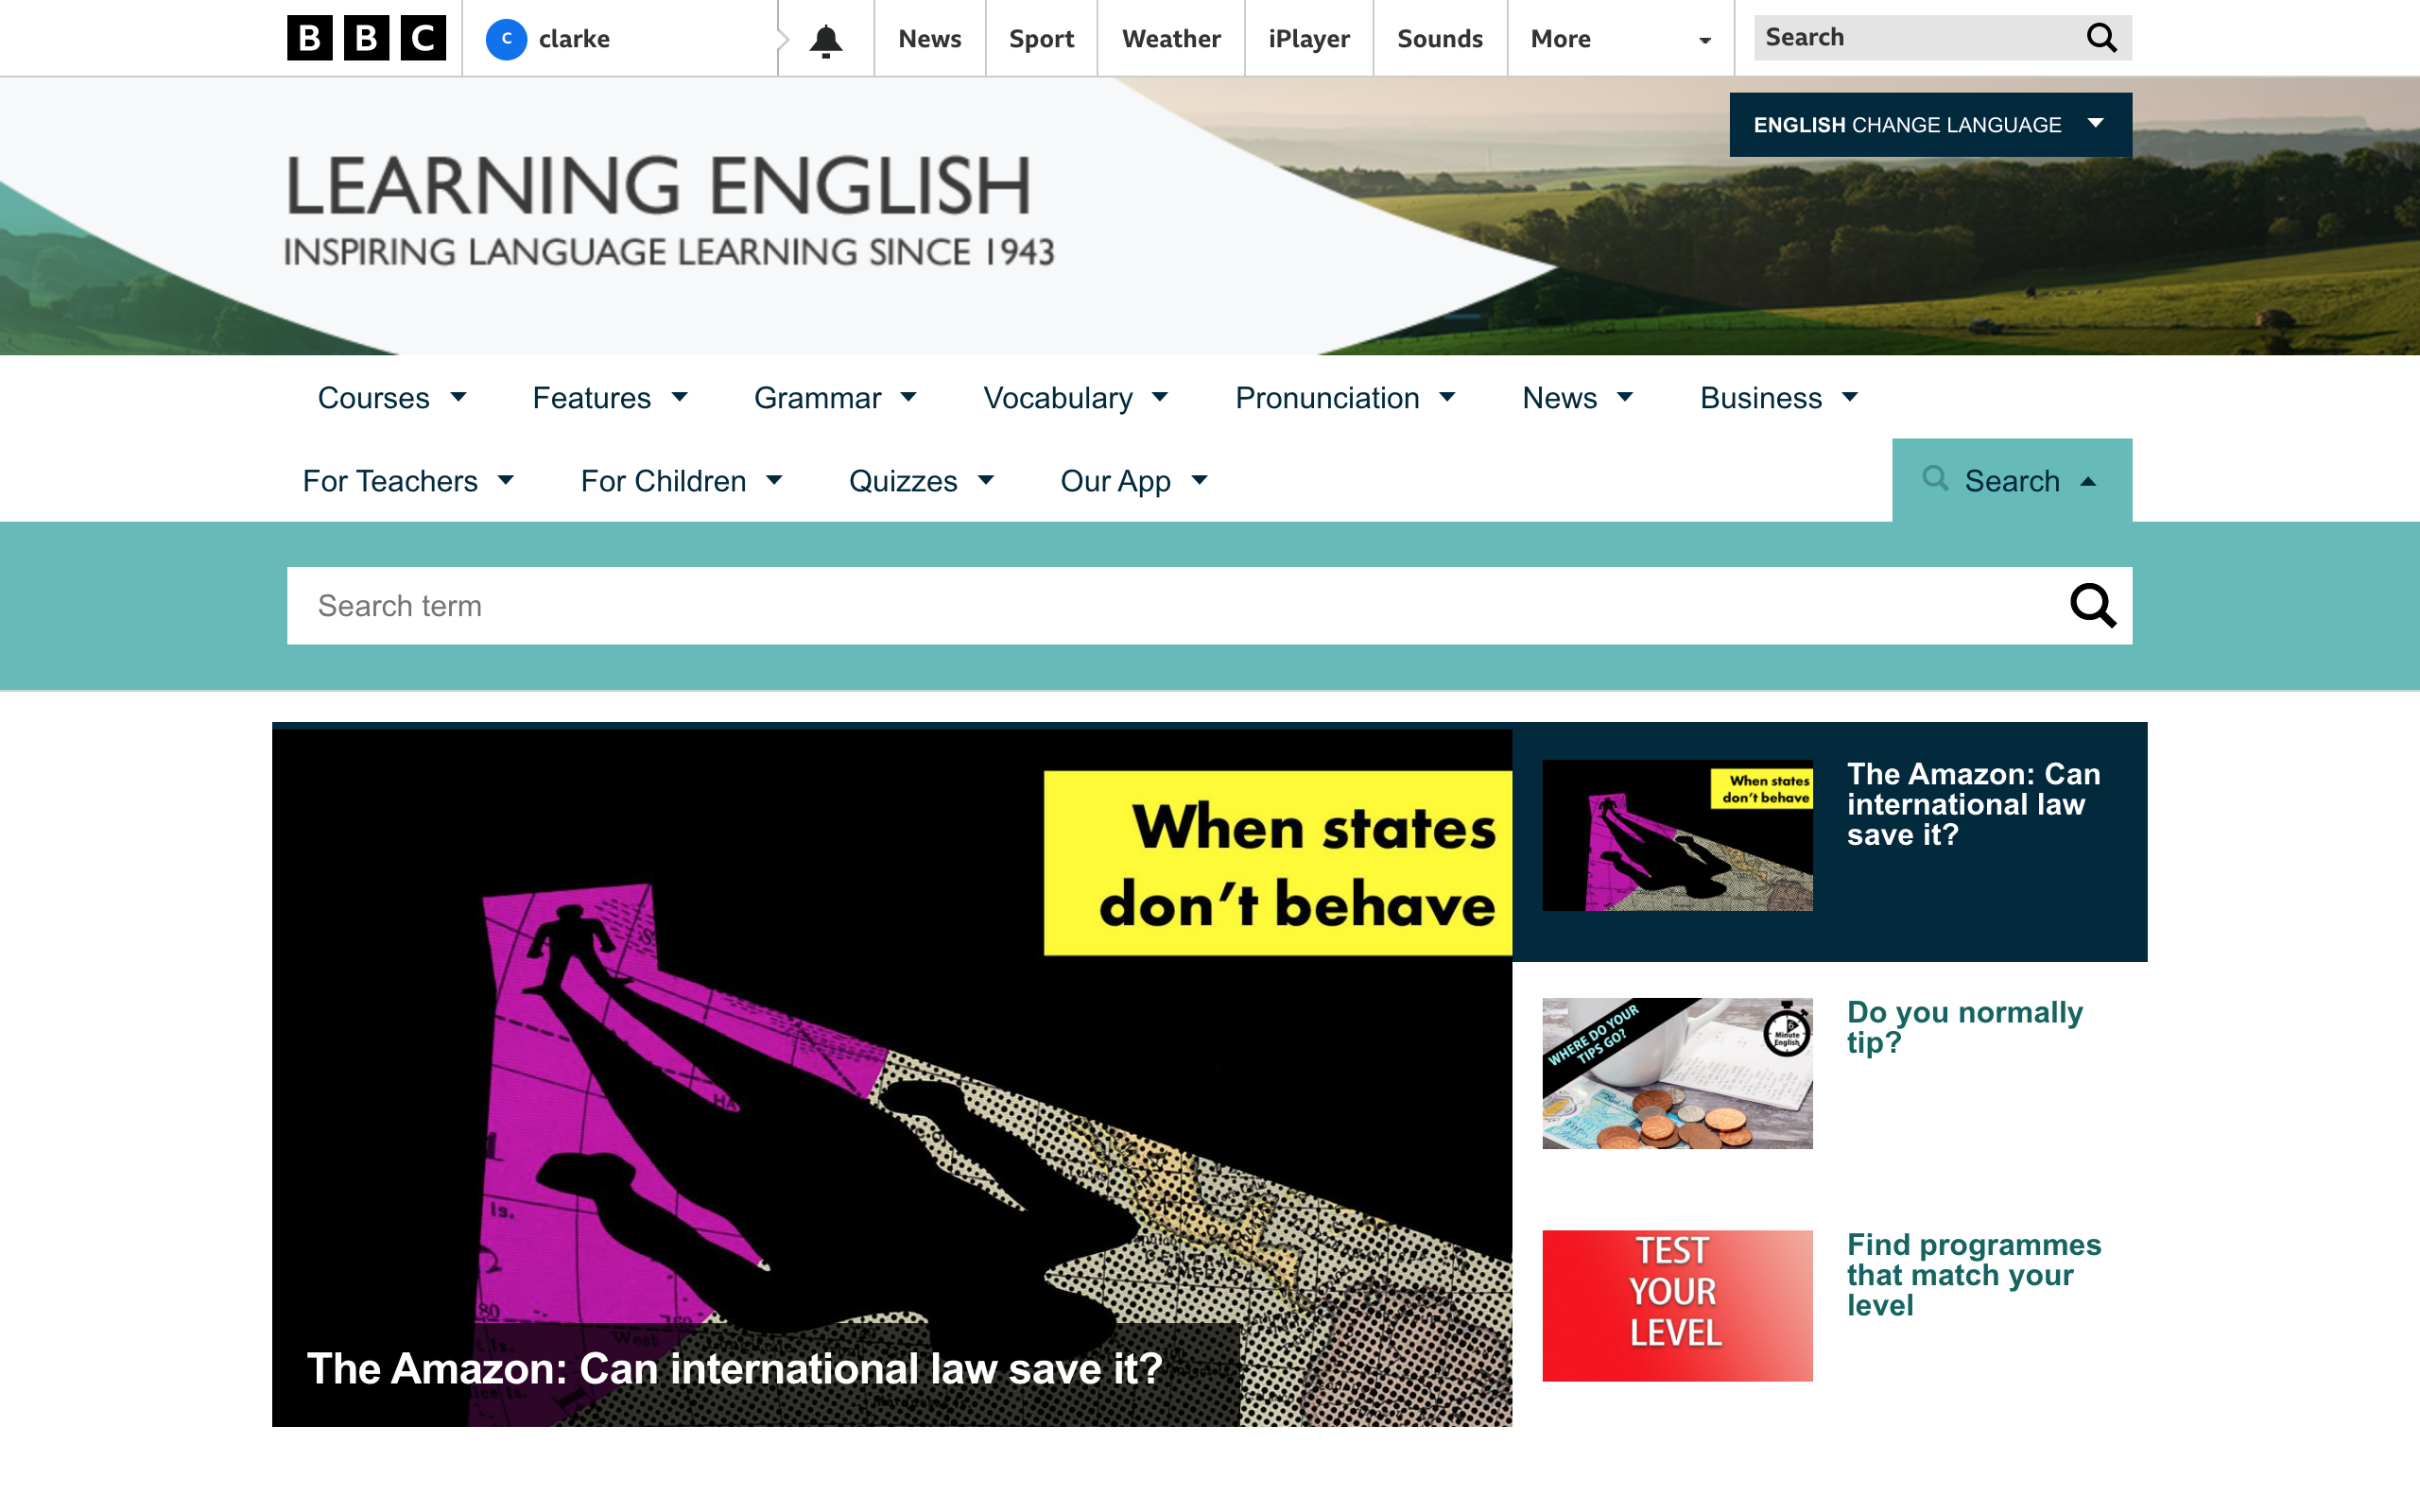 BBC
C clarke
News
Sport
Weather
iPlayer
Sounds
More
Search
ENGLISH CHANGE LANGUAGE
LEARNING ENGLISH
INSPIRING LANGUAGE LEARNING SINCE 1943
Courses
Features
Grammar
Vocabulary
Pronunciation
News
Business
For Teachers
For Children
Quizzes
Our App
Search
Search term
When states
don't behave
The Amazon: Can international law save it?
When states
don't behave
The Amazon: Can
international law
save it?
WHERE DO YOUR
TIPS GO?
6
Minute
English
Do you normally
tip?
TEST
YOUR
LEVEL
Find programmes
that match your
level